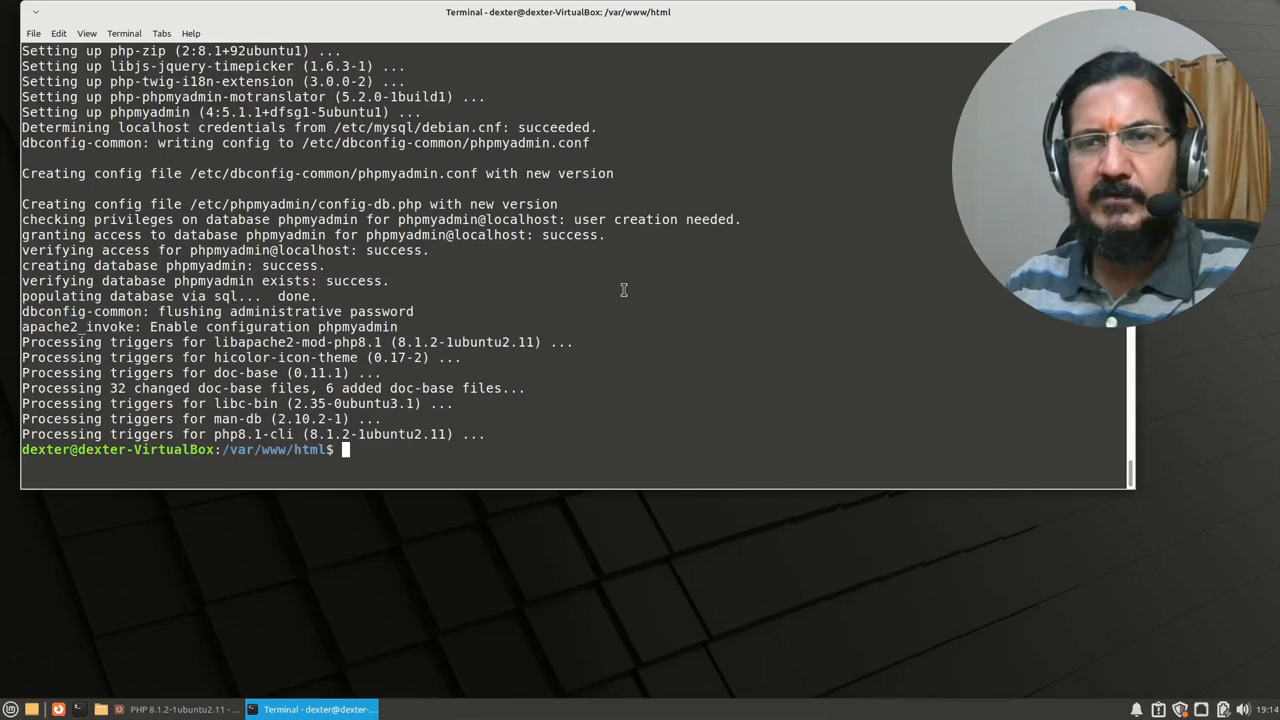 Terminal - dexter@dexter-VirtualBox: /var/www/html
File Edit View Terminal Tabs Help
Setting up php-zip (2:8.1+92ubuntu1) ...
Setting up libjs-jquery-timepicker (1.6.3-1) ...
Setting up php-twig-i18n-extension (3.0.0-2) ...
Setting up php-phpmyadmin-motranslator (5.2.0-1build1) ...
Setting up phpmyadmin (4:5.1.1+dfsg1-5ubuntu1) ...
Determining localhost credentials from /etc/mysql/debian.cnf: succeeded.
dbconfig-common: writing config to /etc/dbconfig-common/phpmyadmin.conf
Creating config file /etc/dbconfig-common/phpmyadmin.conf with new version
Creating config file /etc/phpmyadmin/config-db.php with new version
checking privileges on database phpmyadmin for phpmyadmin@localhost: user creation needed.
granting access to database phpmyadmin for phpmyadmin@localhost: success.
verifying access for phpmyadmin@localhost: success.
creating database phpmyadmin: success.
verifying database phpmyadmin exists: success.
populating database via sql...  done.
dbconfig-common: flushing administrative password
apache2_invoke: Enable configuration phpmyadmin
Processing triggers for libapache2-mod-php8.1 (8.1.2-1ubuntu2.11) ...
Processing triggers for hicolor-icon-theme (0.17-2) ...
Processing triggers for doc-base (0.11.1) ...
Processing 32 changed doc-base files, 6 added doc-base files...
Processing triggers for libc-bin (2.35-0ubuntu3.1) ...
Processing triggers for man-db (2.10.2-1) ...
Processing triggers for php8.1-cli (8.1.2-1ubuntu2.11) ...
dexter@dexter-VirtualBox:/var/www/html$
PHP 8.1.2-1ubuntu2.11 - ... Terminal - dexter@dexter-... 19:14